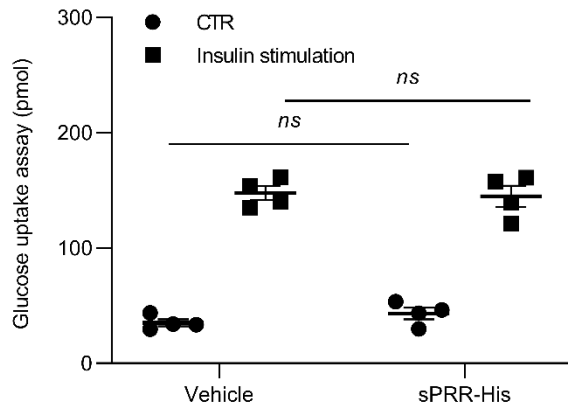 300
CTR
Insulin stimulation
ns
ns
200
100
0
Glucose uptake assay (pmol)
Vehicle
sPRR-His